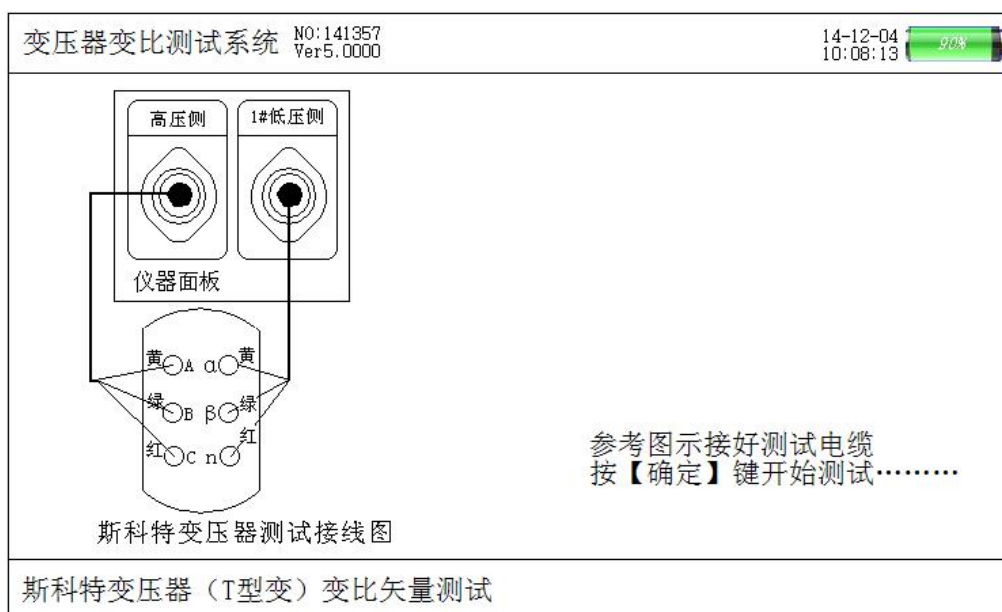 变压器变比测试系统 NO:141357
Ver5.0000
14-12-04
10:08:13
90%
高压侧 1#低压侧
仪器面板
黄 A α 黄
绿 B β 绿
红 C n 红
参考图示接好测试电缆
按【确定】键开始测试………
斯科特变压器测试接线图
斯科特变压器（T型变）变比矢量测试